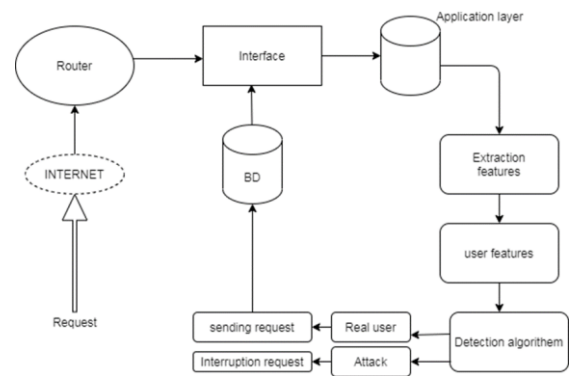 Application layer
Router
Interface
INTERNET
BD
Extraction
features
user features
Request
sending request
Real user
Detection algorithem
Interruption request
Attack